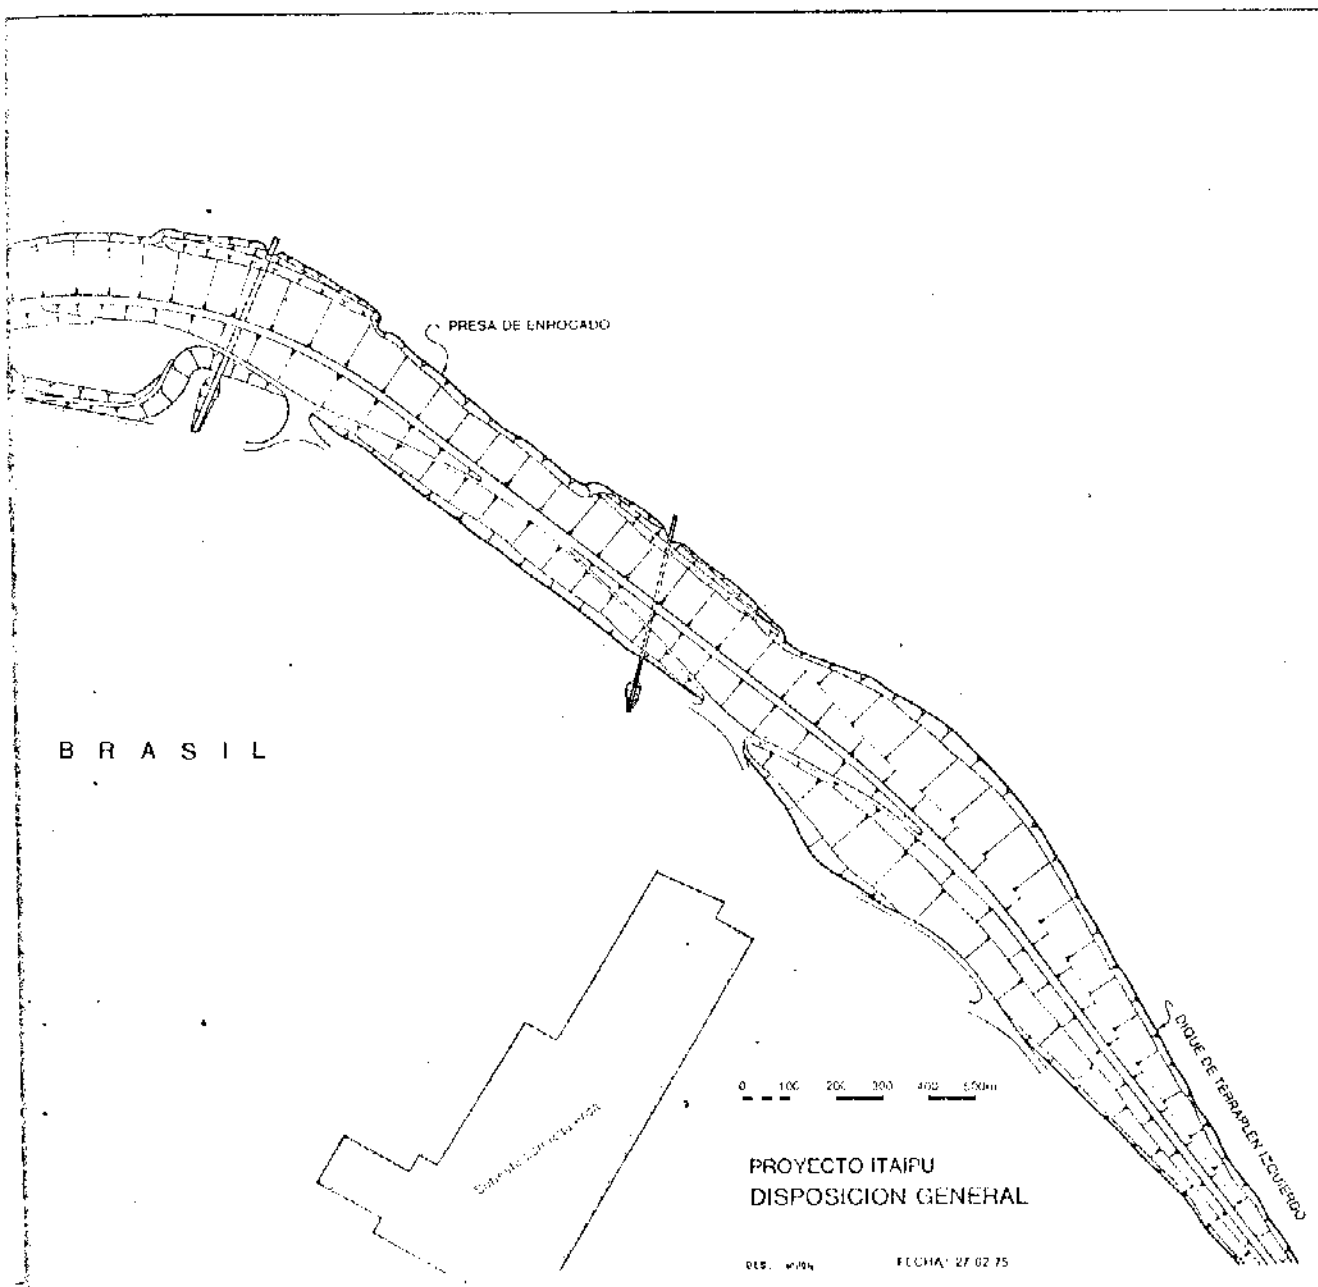 PRESA DE ENROCADO
BRASIL
0 100 200 300 400 500m
DIQUE DE TERRAPLEN IZQUIERDO
PROYECTO ITAIPU
DISPOSICION GENERAL
DES.
FECHA: 27 02 75